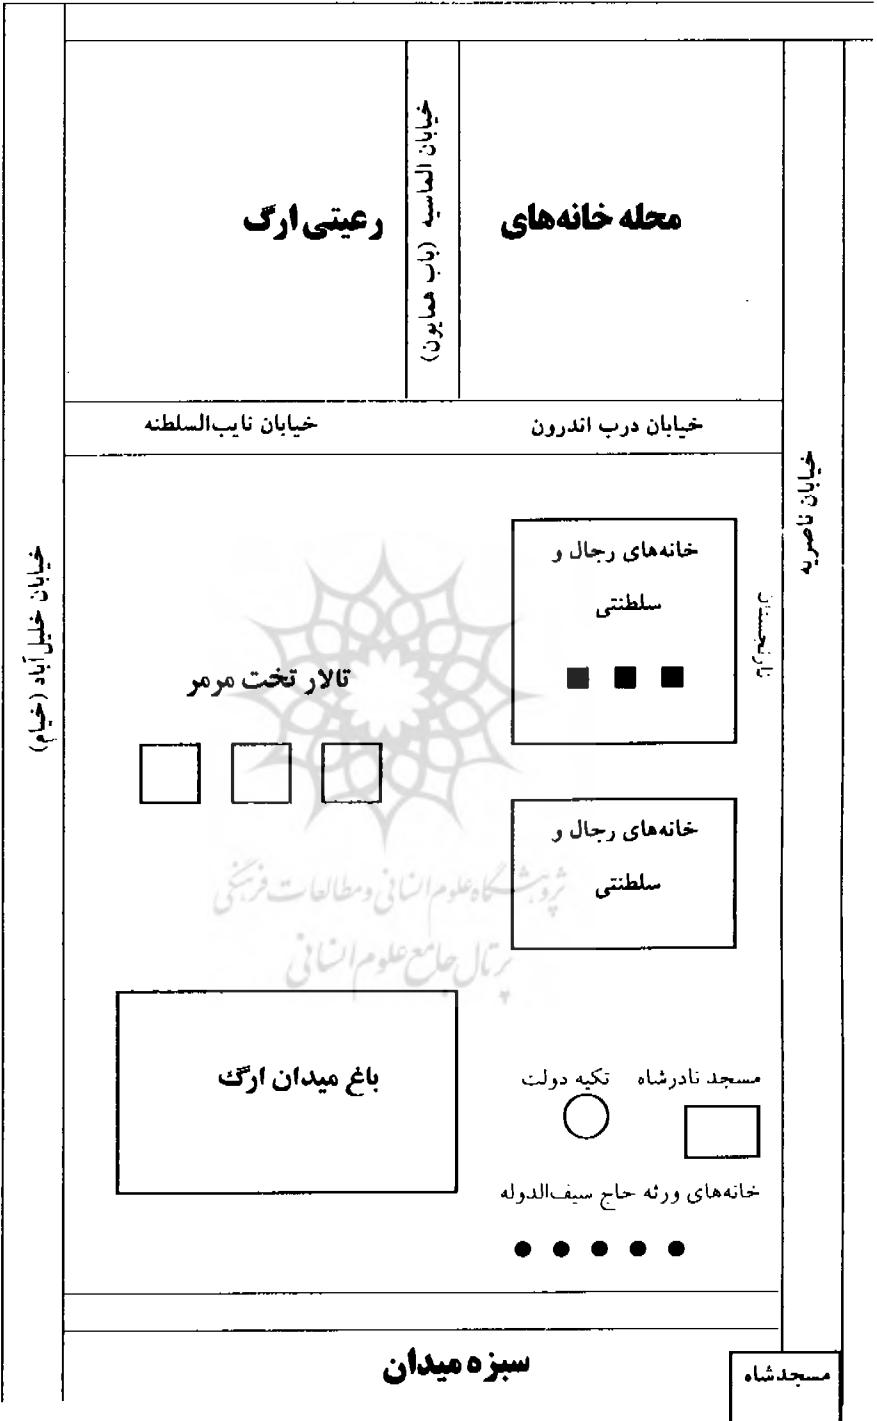 محله خانه‌های
رعیتی ارگ
خیابان الماسیه (باب همایون)
خیابان درب اندرون
خیابان نایب‌السلطنه
خیابان ناصریه
خیابان خلیل‌آباد (خیام)
خانه‌های رجال و
سلطنتی
نارنجستان
تالار تخت مرمر
خانه‌های رجال و
سلطنتی
پژوهشگاه علوم انسانی و مطالعات فرهنگی
پرتال جامع علوم انسانی
باغ میدان ارگ
مسجد نادرشاه
تکیه دولت
خانه‌های ورثه حاج سیف‌الدوله
سبزه میدان
مسجدشاه